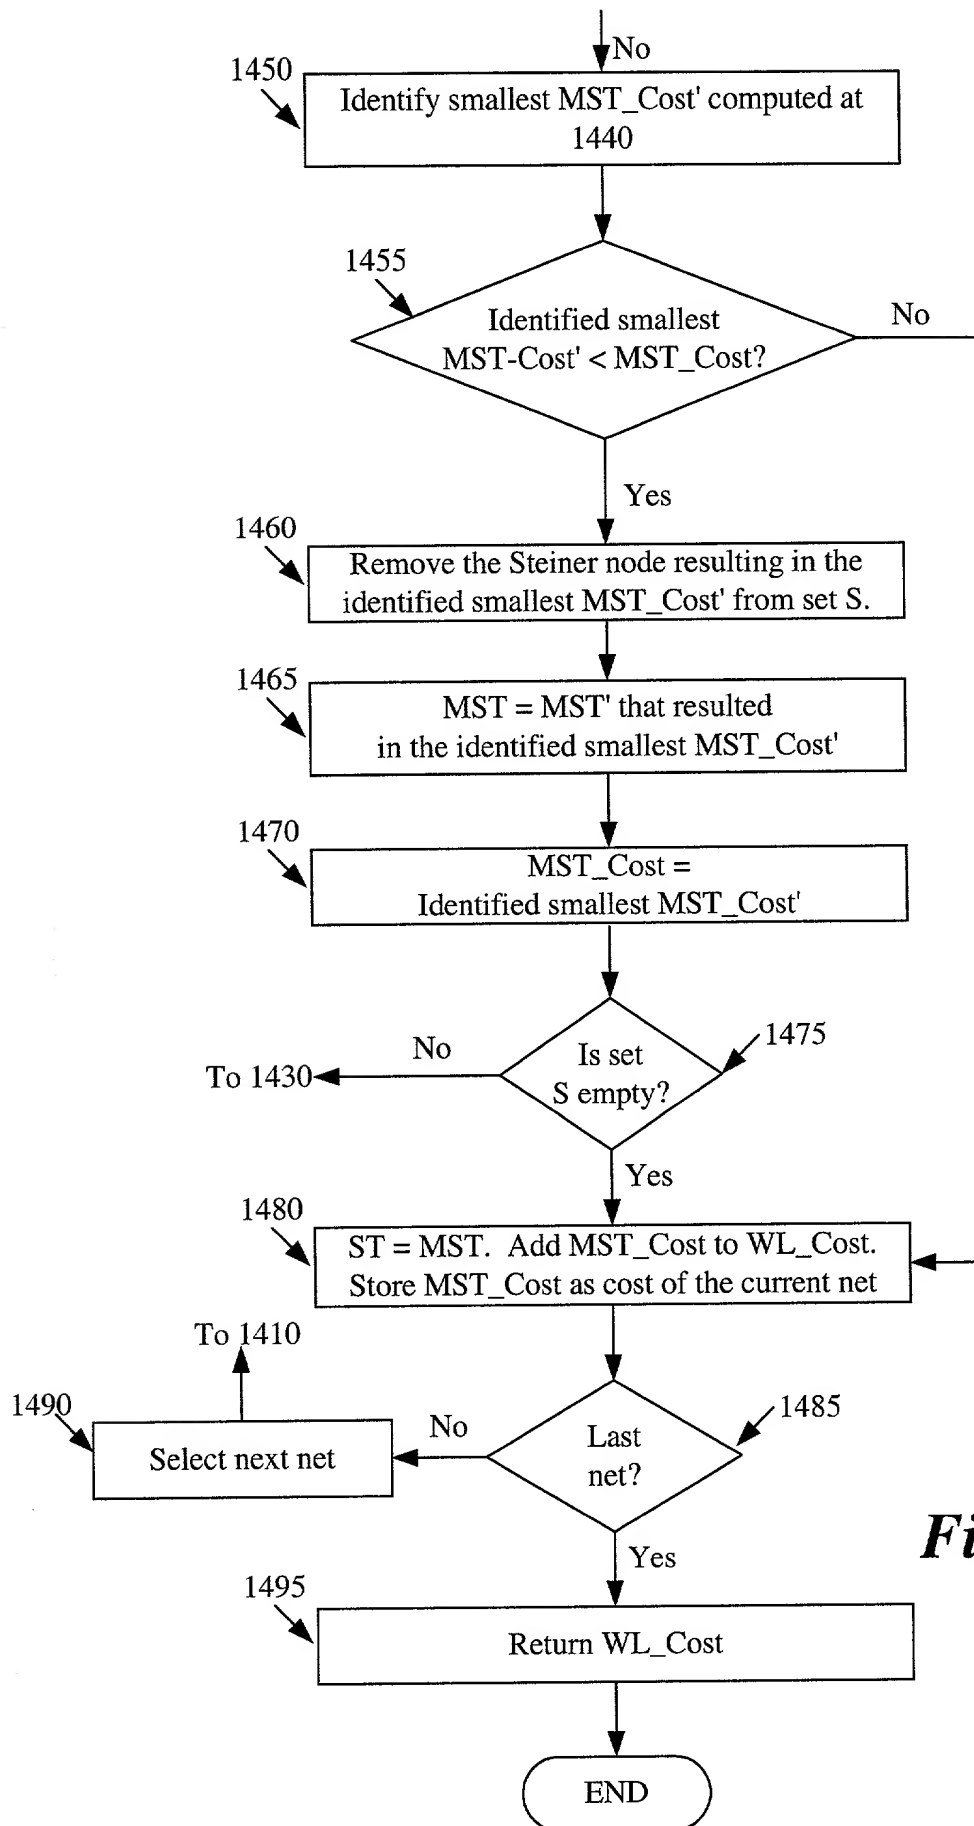 No
1450
Identify smallest MST_Cost' computed at
1440
1455
Identified smallest
MST-Cost' < MST_Cost?
No
Yes
1460
Remove the Steiner node resulting in the
identified smallest MST_Cost' from set S.
1465
MST = MST' that resulted
in the identified smallest MST_Cost'
1470
MST_Cost =
Identified smallest MST_Cost'
1475
Is set
S empty?
No
To 1430
Yes
1480
ST = MST. Add MST_Cost to WL_Cost.
Store MST_Cost as cost of the current net
To 1410
1490
Select next net
No
1485
Last
net?
Fi
Yes
1495
Return WL_Cost
END